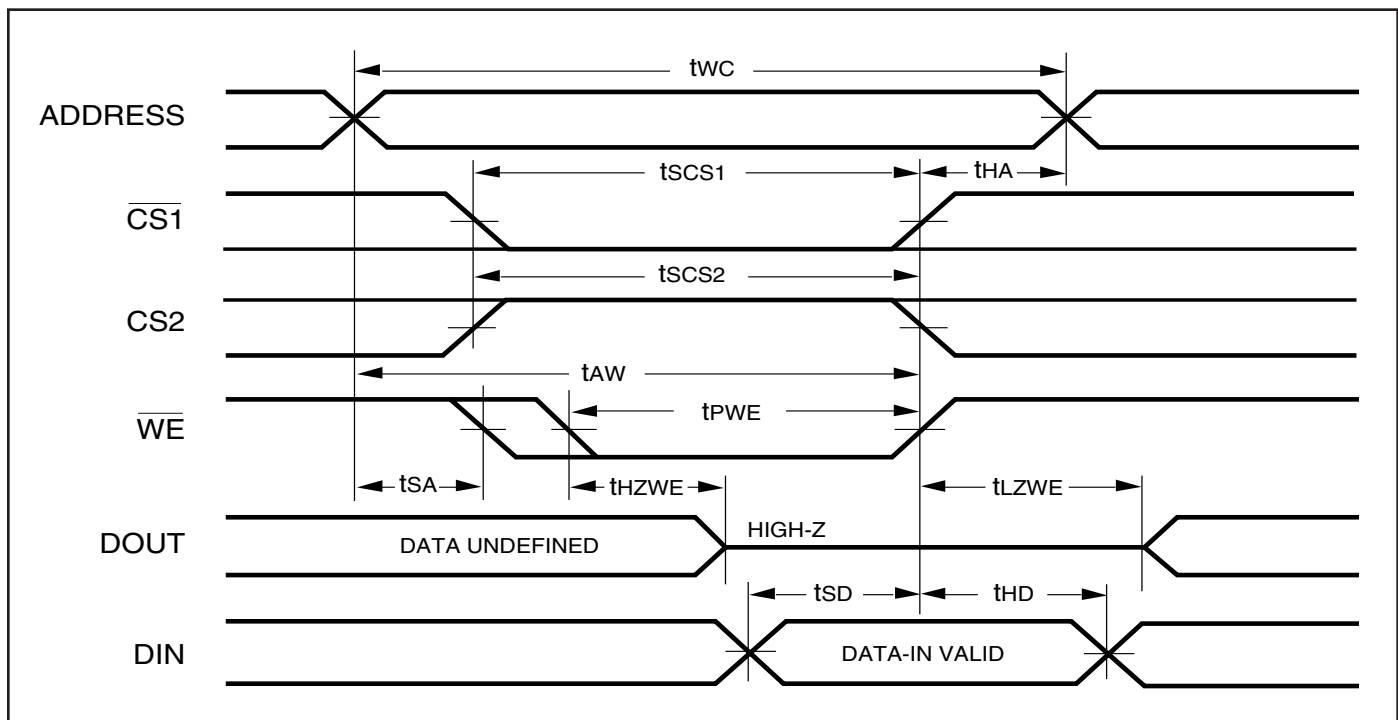 tWC
ADDRESS
tSCS1
tHA
CS1
tSCS2
CS2
tAW
tPWE
WE
tSA
tHZWE
tLZWE
DOUT
DATA UNDEFINED
HIGH-Z
tSD
tHD
DIN
DATA-IN VALID